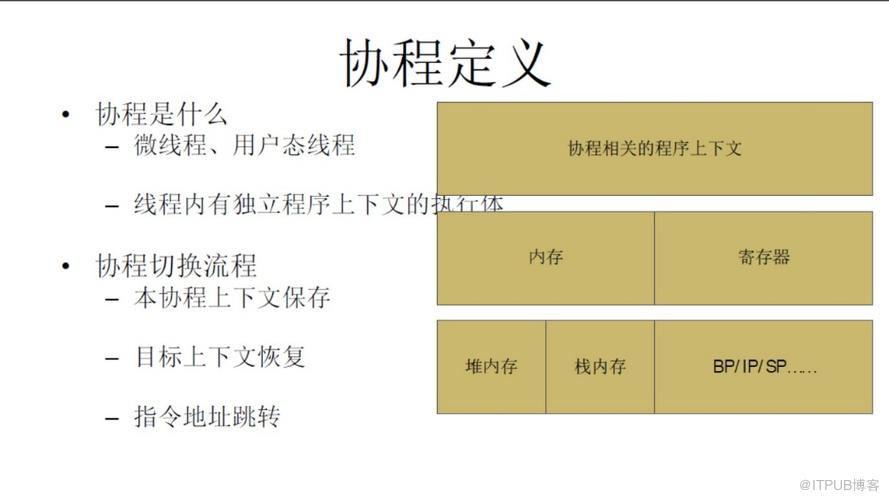 协程定义
• 协程是什么
– 微线程、用户态线程
– 线程内有独立程序上下文的执行体
• 协程切换流程
– 本协程上下文保存
– 目标上下文恢复
– 指令地址跳转
协程相关的程序上下文
内存
寄存器
堆内存
栈内存
BP/IP/SP……
@ITPUB博客